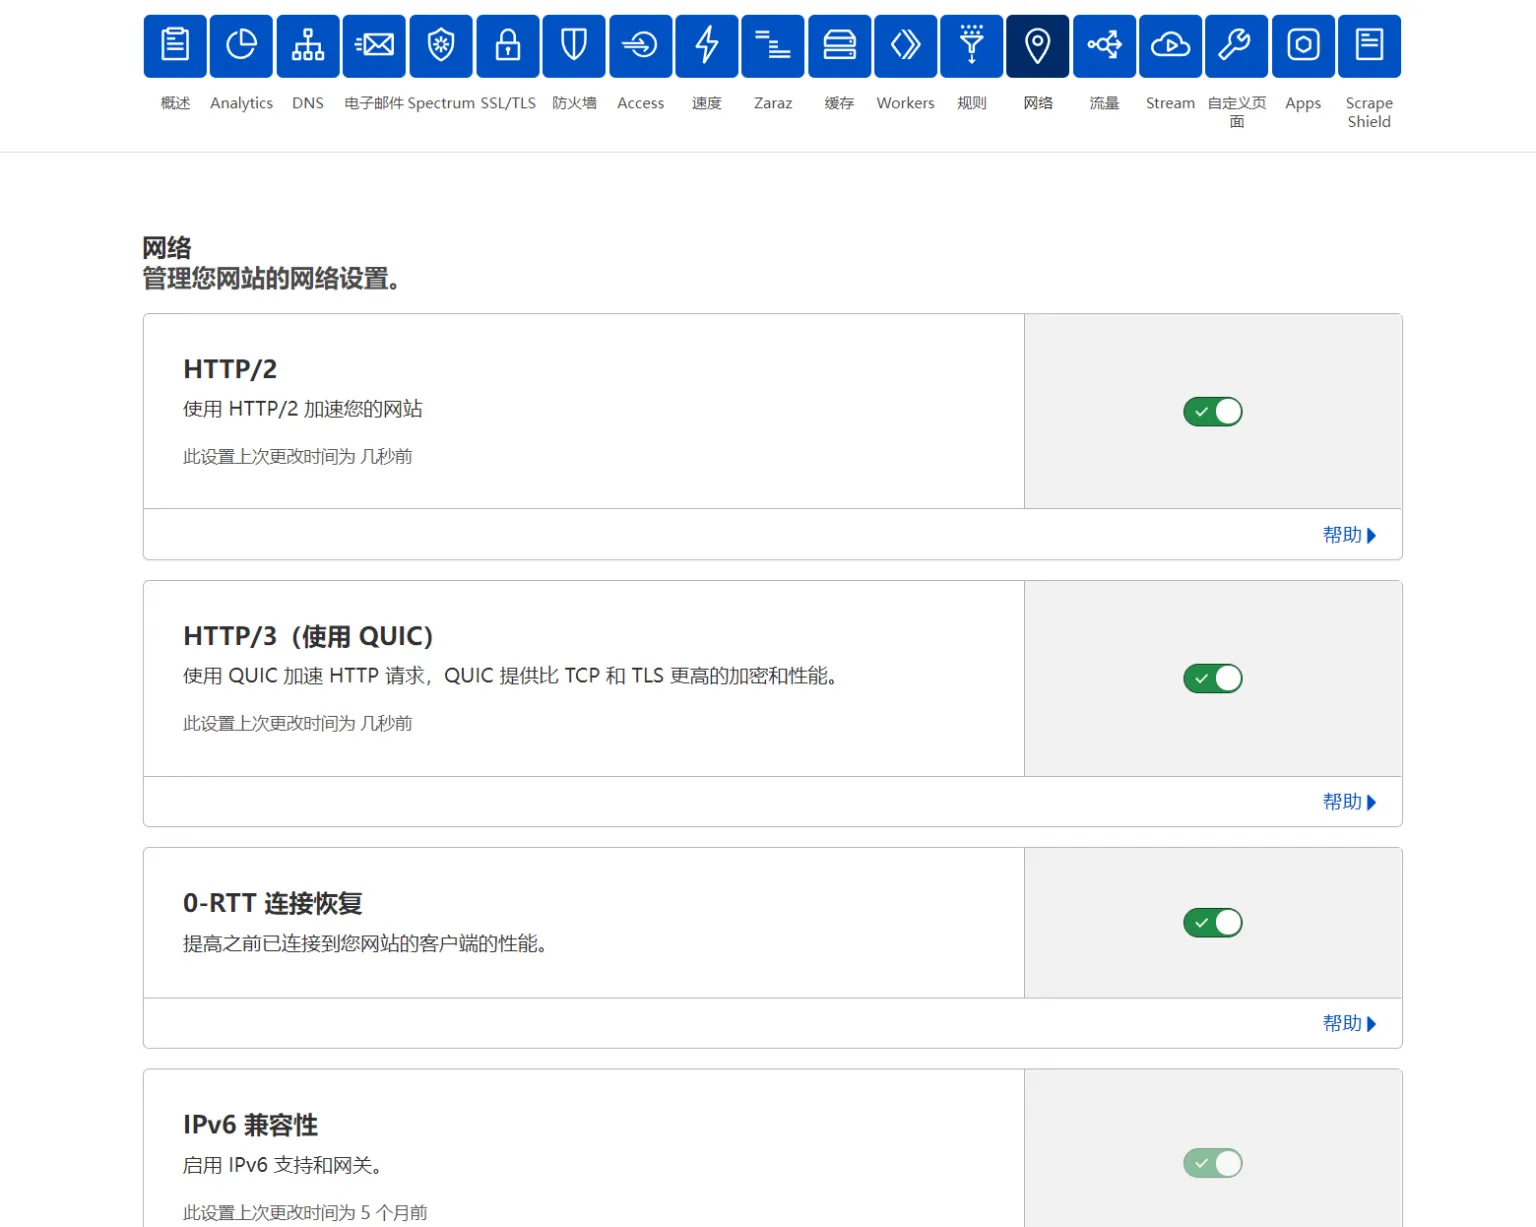 概述
Analytics
DNS
电子邮件
Spectrum
SSL/TLS
防火墙
Access
速度
Zaraz
缓存
Workers
规则
网络
流量
Stream
自定义页
面
Apps
Scrape
Shield
网络
管理您网站的网络设置。
HTTP/2
使用 HTTP/2 加速您的网站
此设置上次更改时间为 几秒前
帮助
HTTP/3（使用 QUIC）
使用 QUIC 加速 HTTP 请求，QUIC 提供比 TCP 和 TLS 更高的加密和性能。
此设置上次更改时间为 几秒前
帮助
0-RTT 连接恢复
提高之前已连接到您网站的客户端的性能。
帮助
IPv6 兼容性
启用 IPv6 支持和网关。
此设置上次更改时间为 5 个月前